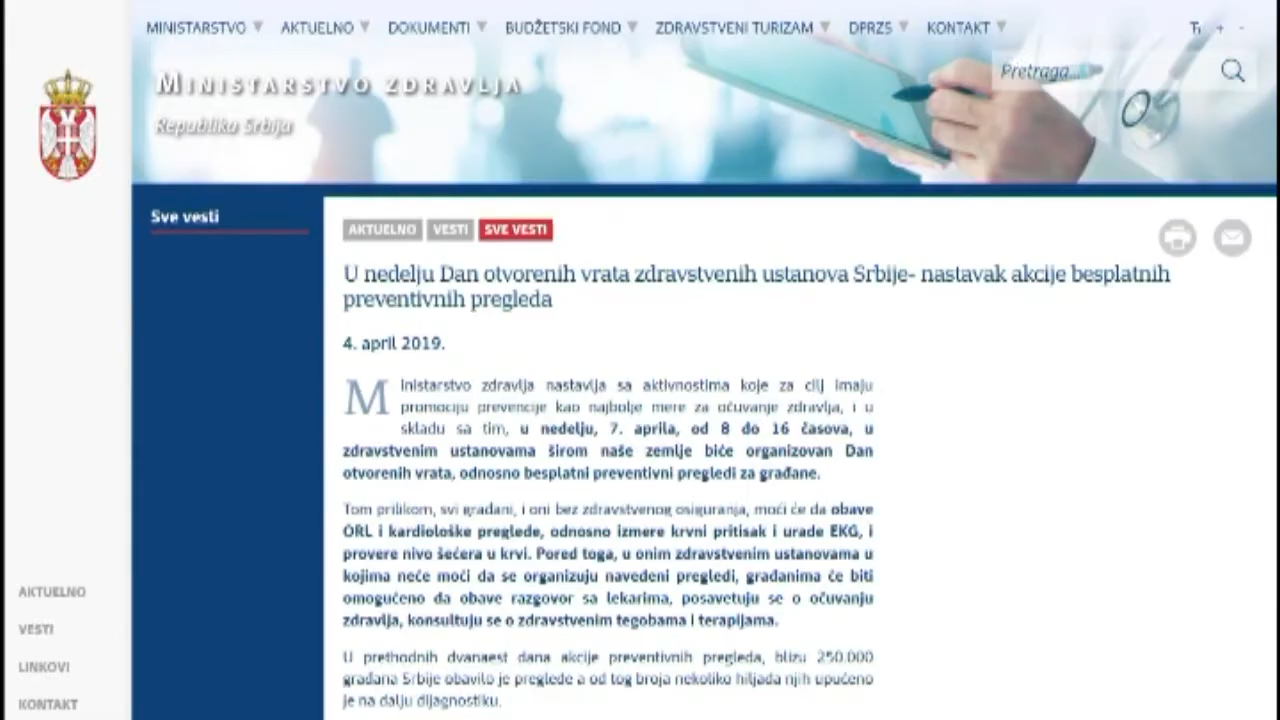 MINISTARSTVO AKTUELNO DOKUMENTI BUDŽETSKI FOND ZDRAVSTVENI TURIZAM DPRZS KONTAKT Ћ + -
MINISTARSTVO ZDRAVLJA
Republika Srbija
Pretraga...
Sve vesti
AKTUELNO VESTI SVE VESTI
U nedelju Dan otvorenih vrata zdravstvenih ustanova Srbije- nastavak akcije besplatnih
preventivnih pregleda
4. april 2019.
Ministarstvo zdravlja nastavlja sa aktivnostima koje za cilj imaju
promociju prevencije kao najbolje mere za očuvanje zdravlja, i u
skladu sa tim, u nedelju, 7. aprila, od 8 do 16 časova, u
zdravstvenim ustanovama širom naše zemlje biće organizovan Dan
otvorenih vrata, odnosno besplatni preventivni pregledi za građane.
Tom prilikom, svi građani, i oni bez zdravstvenog osiguranja, moći će da obave
ORL i kardiološke preglede, odnosno izmere krvni pritisak i urade EKG, i
provere nivo šećera u krvi. Pored toga, u onim zdravstvenim ustanovama u
kojima neće moći da se organizuju navedeni pregledi, građanima će biti
omogućeno da obave razgovor sa lekarima, posavetuju se o očuvanju
zdravlja, konsultuju se o zdravstvenim tegobama i terapijama.
U prethodnih dvanaest dana akcije preventivnih pregleda, blizu 250.000
građana Srbije obavilo je preglede a od tog broja nekoliko hiljada njih upućeno
je na dalju dijagnostiku.
AKTUELNO
VESTI
LINKOVI
KONTAKT